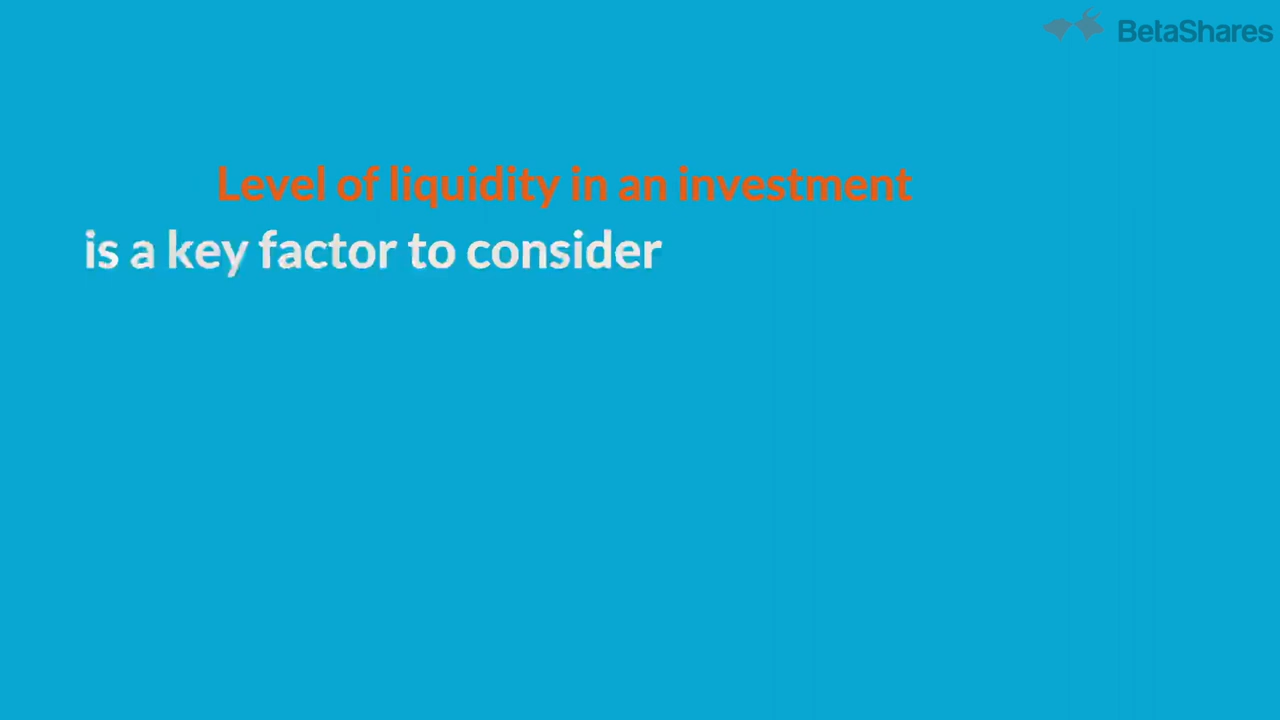 BetaShares
Level of liquidity in an investment
is a key factor to consider